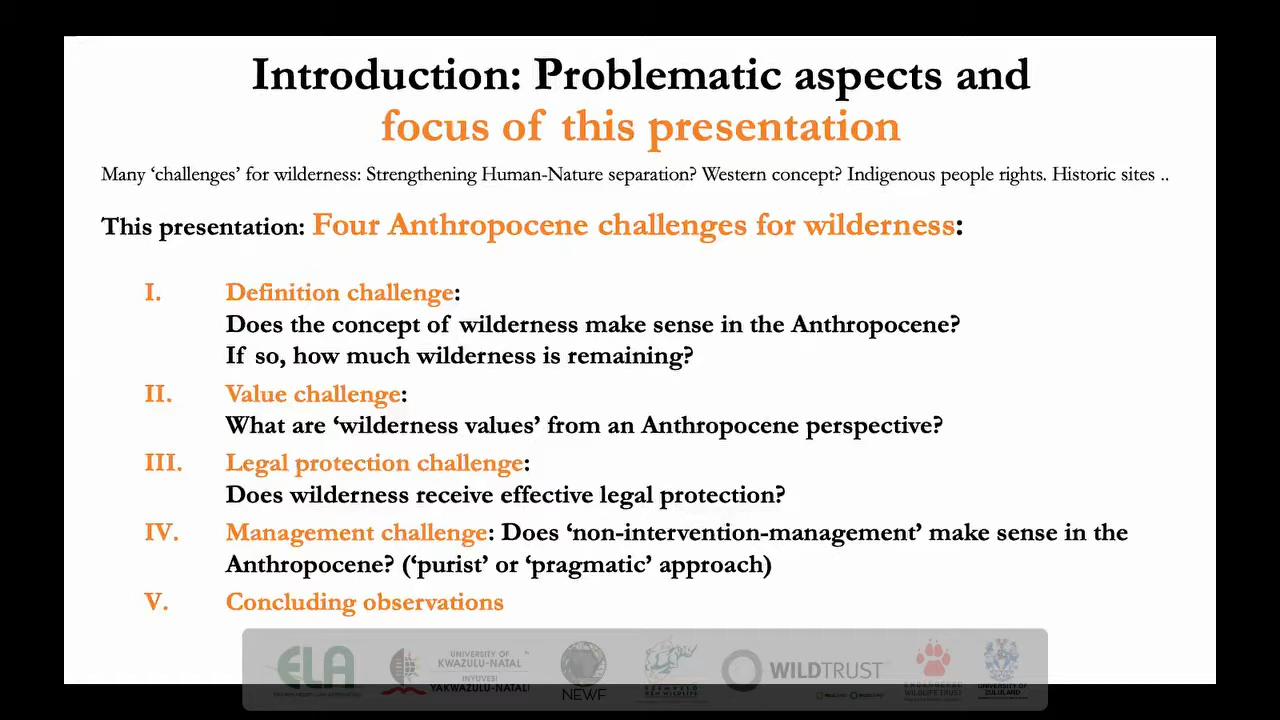 Introduction: Problematic aspects and
focus of this presentation
Many ‘challenges’ for wilderness: Strengthening Human-Nature separation? Western concept? Indigenous people rights. Historic sites ..
This presentation: Four Anthropocene challenges for wilderness:
I. Definition challenge:
Does the concept of wilderness make sense in the Anthropocene?
If so, how much wilderness is remaining?
II. Value challenge:
What are ‘wilderness values’ from an Anthropocene perspective?
III. Legal protection challenge:
Does wilderness receive effective legal protection?
IV. Management challenge: Does ‘non-intervention-management’ make sense in the
Anthropocene? (‘purist’ or ‘pragmatic’ approach)
V. Concluding observations
ELA
UNIVERSITY OF
KWAZULU-NATAL
INYUVESI
YAKWAZULU-NATALI
NEWF
WILDTRUST
WILDLIFE TRUST
UNIVERSITY OF
ZULULAND